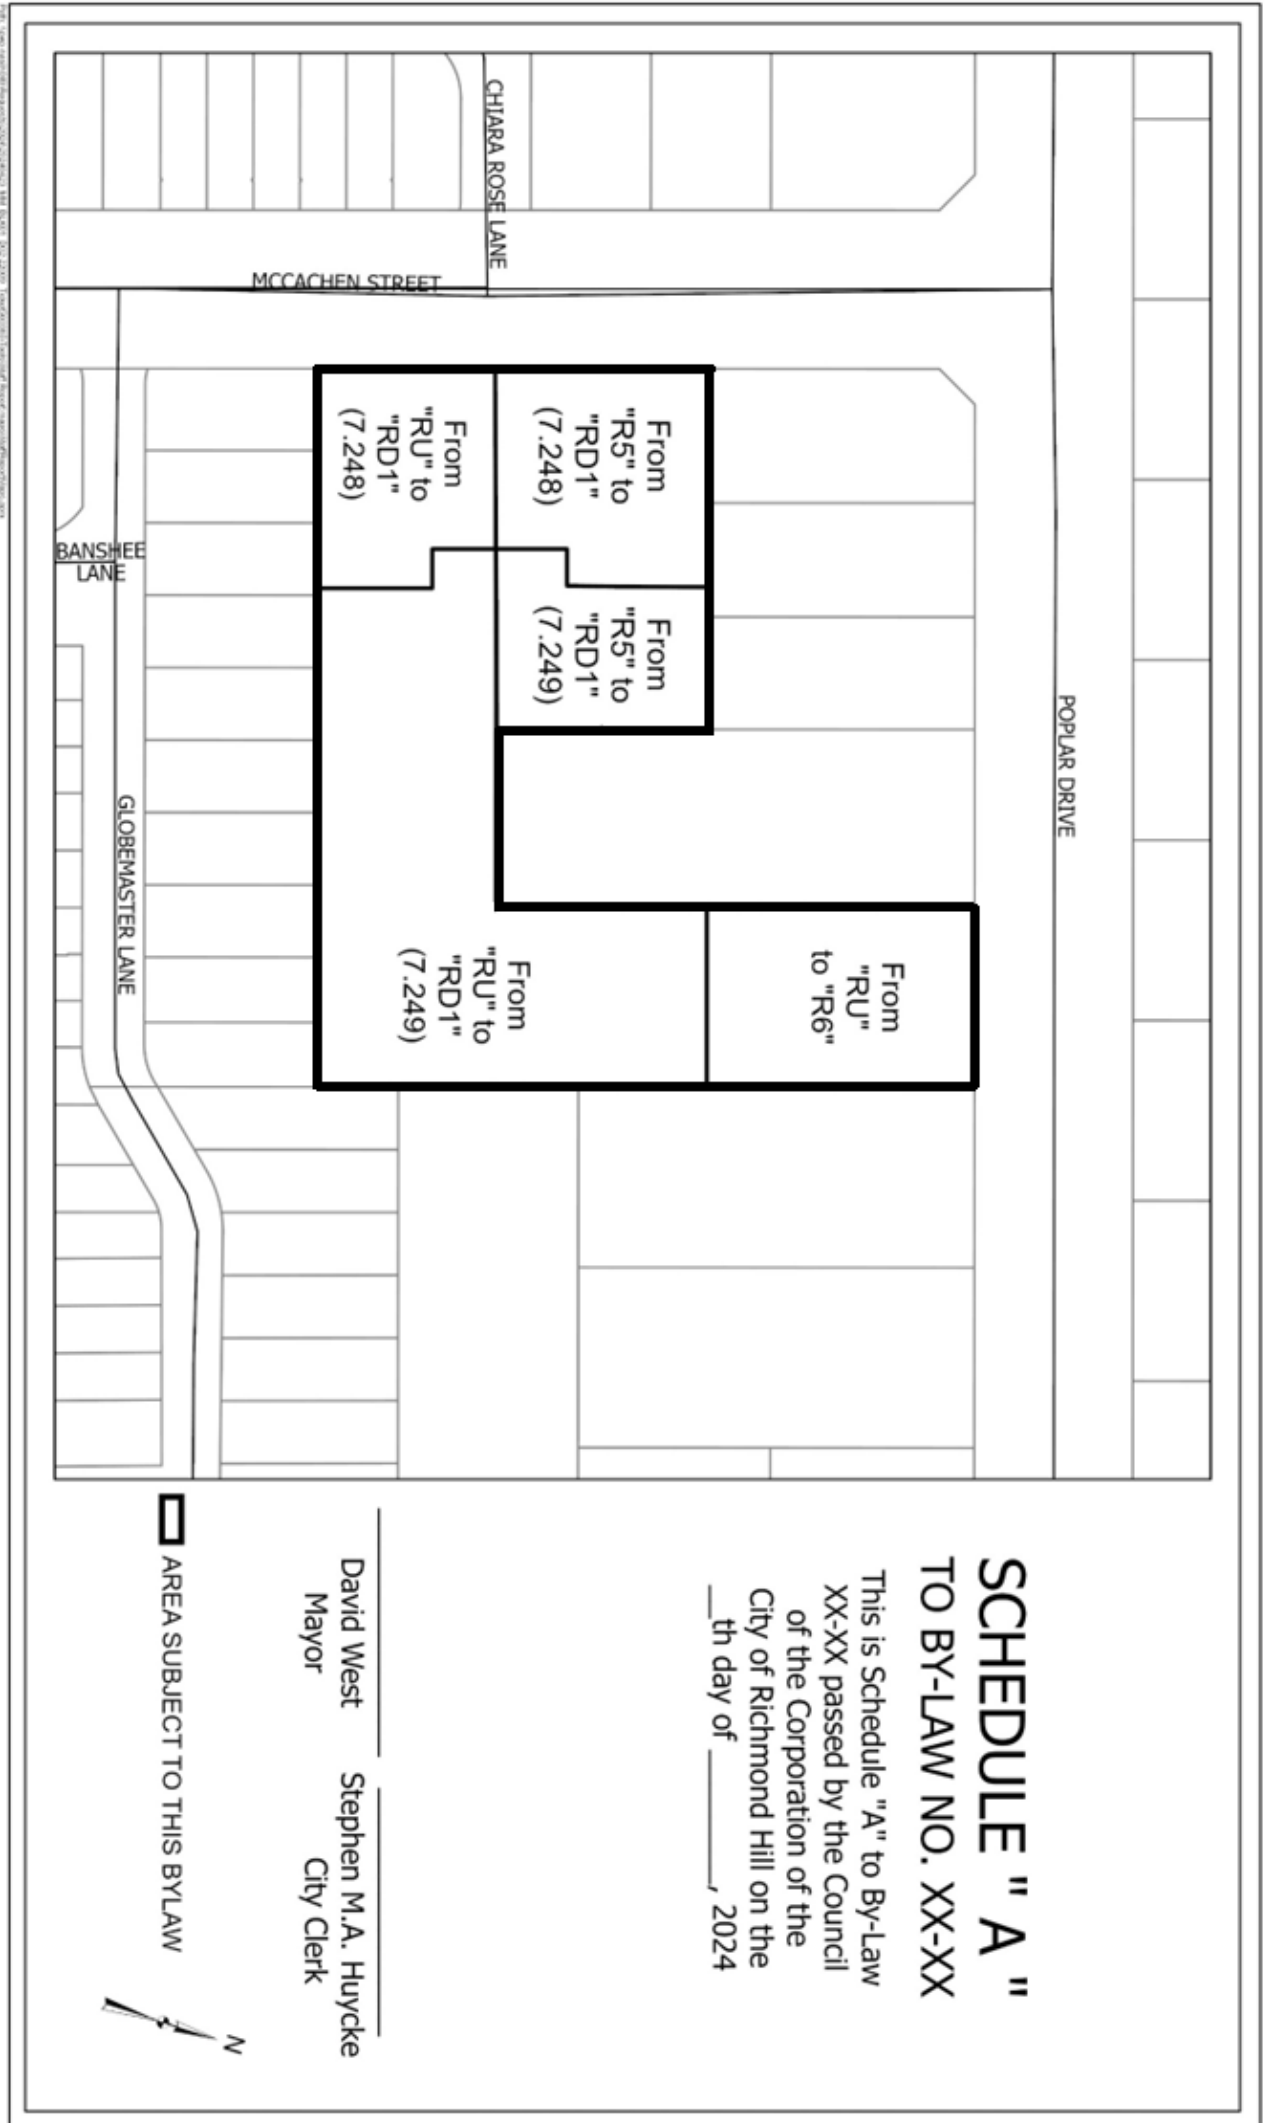 POPLAR DRIVE
CHIARA ROSE LANE
MCCACHEN STREET
From
"RU"
to "R6"
From
"R5" to
"RD1"
(7.248)
From
"R5" to
"RD1"
(7.249)
From
"RU" to
"RD1"
(7.248)
From
"RU" to
"RD1"
(7.249)
BANSHEE
LANE
GLOBEMASTER LANE
SCHEDULE " A "
TO BY-LAW NO. XX-XX
This is Schedule "A" to By-Law
XX-XX passed by the Council
of the Corporation of the
City of Richmond Hill on the
__th day of ________, 2024
David West
Mayor
Stephen M.A. Huycke
City Clerk
AREA SUBJECT TO THIS BYLAW
N